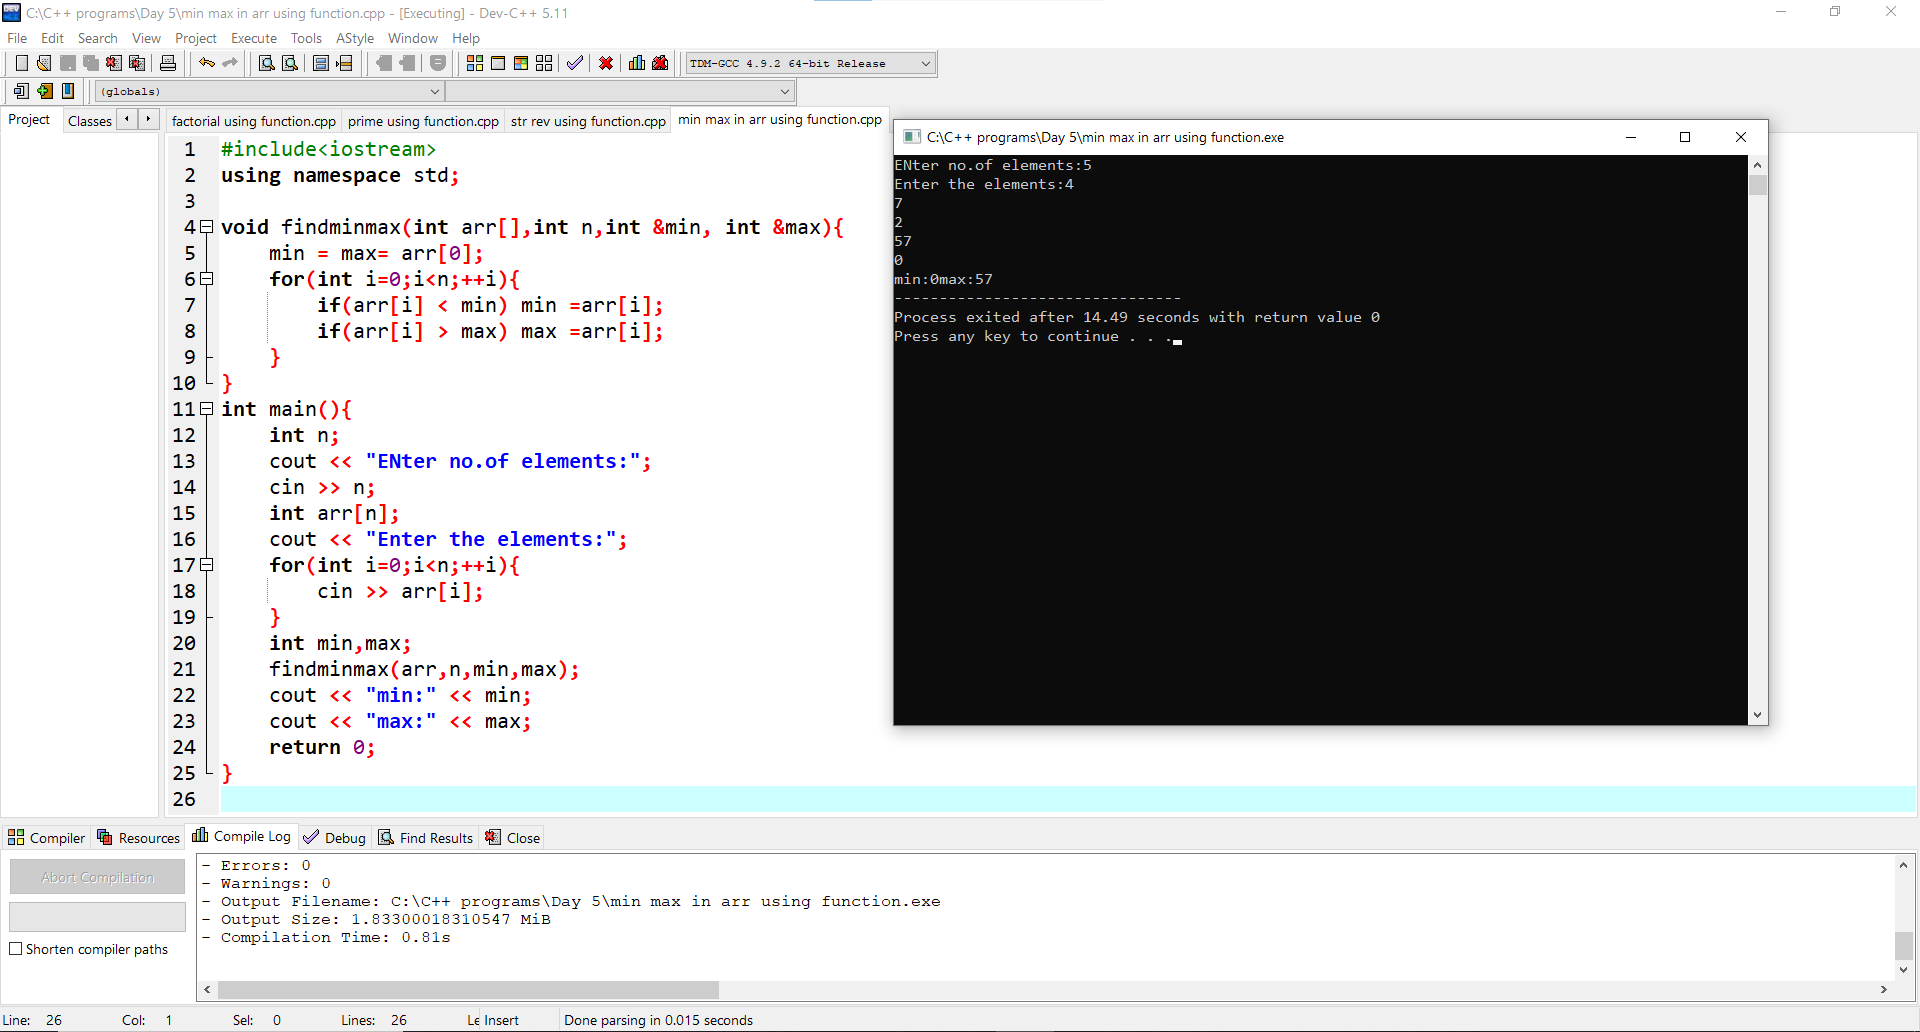 C:\C++ programs\Day 5\min max in arr using function.cpp - [Executing] - Dev-C++ 5.11
File Edit Search View Project Execute Tools AStyle Window Help
TDM-GCC 4.9.2 64-bit Release
(globals)
Project Classes factorial using function.cpp prime using function.cpp str rev using function.cpp min max in arr using function.cpp
1 #include<iostream>
2 using namespace std;
3
4 void findminmax(int arr[],int n,int &min, int &max){
5 min = max= arr[0];
6 for(int i=0;i<n;++i){
7 if(arr[i] < min) min =arr[i];
8 if(arr[i] > max) max =arr[i];
9 }
10 }
11 int main(){
12 int n;
13 cout << "ENter no.of elements:";
14 cin >> n;
15 int arr[n];
16 cout << "Enter the elements:";
17 for(int i=0;i<n;++i){
18 cin >> arr[i];
19 }
20 int min,max;
21 findminmax(arr,n,min,max);
22 cout << "min:" << min;
23 cout << "max:" << max;
24 return 0;
25 }
26
C:\C++ programs\Day 5\min max in arr using function.exe
ENter no.of elements:5
Enter the elements:4
7
2
57
0
min:0max:57
--------------------------------
Process exited after 14.49 seconds with return value 0
Press any key to continue . . .
Compiler Resources Compile Log Debug Find Results Close
Abort Compilation
Shorten compiler paths
- Errors: 0
- Warnings: 0
- Output Filename: C:\C++ programs\Day 5\min max in arr using function.exe
- Output Size: 1.83300018310547 MiB
- Compilation Time: 0.81s
Line: 26 Col: 1 Sel: 0 Lines: 26 Le Insert Done parsing in 0.015 seconds